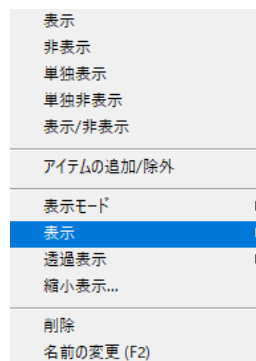 表示
非表示
単独表示
単独非表示
表示/非表示
アイテムの追加/除外
表示モード
表示
透過表示
縮小表示...
削除
名前の変更 (F2)